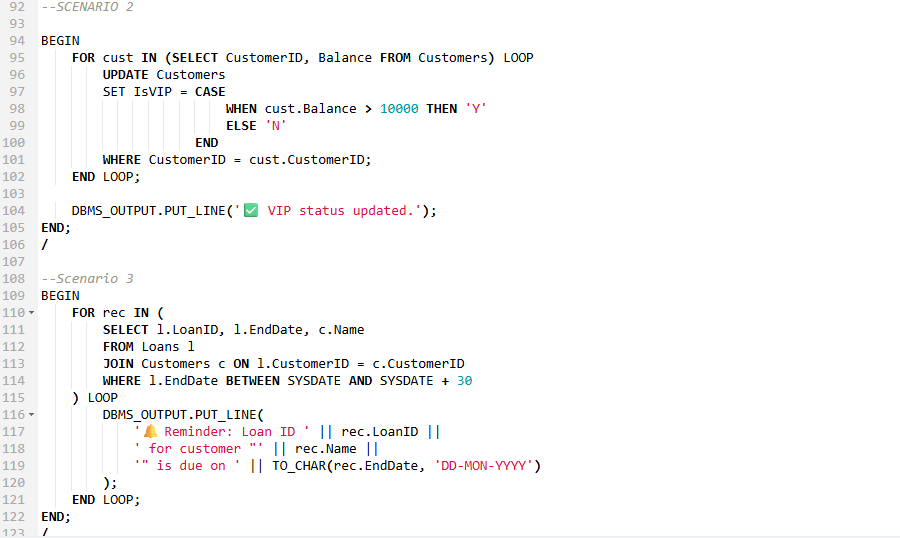 92 --SCENARIO 2
93
94 BEGIN
95     FOR cust IN (SELECT CustomerID, Balance FROM Customers) LOOP
96         UPDATE Customers
97         SET IsVIP = CASE
98                         WHEN cust.Balance > 10000 THEN 'Y'
99                         ELSE 'N'
100                     END
101         WHERE CustomerID = cust.CustomerID;
102     END LOOP;
103
104     DBMS_OUTPUT.PUT_LINE('✅ VIP status updated.');
105 END;
106 /
107
108 --Scenario 3
109 BEGIN
110     FOR rec IN (
111         SELECT l.LoanID, l.EndDate, c.Name
112         FROM Loans l
113         JOIN Customers c ON l.CustomerID = c.CustomerID
114         WHERE l.EndDate BETWEEN SYSDATE AND SYSDATE + 30
115     ) LOOP
116         DBMS_OUTPUT.PUT_LINE(
117             '🔔 Reminder: Loan ID ' || rec.LoanID ||
118             ' for customer "' || rec.Name ||
119             '" is due on ' || TO_CHAR(rec.EndDate, 'DD-MON-YYYY')
120         );
121     END LOOP;
122 END;
123 /